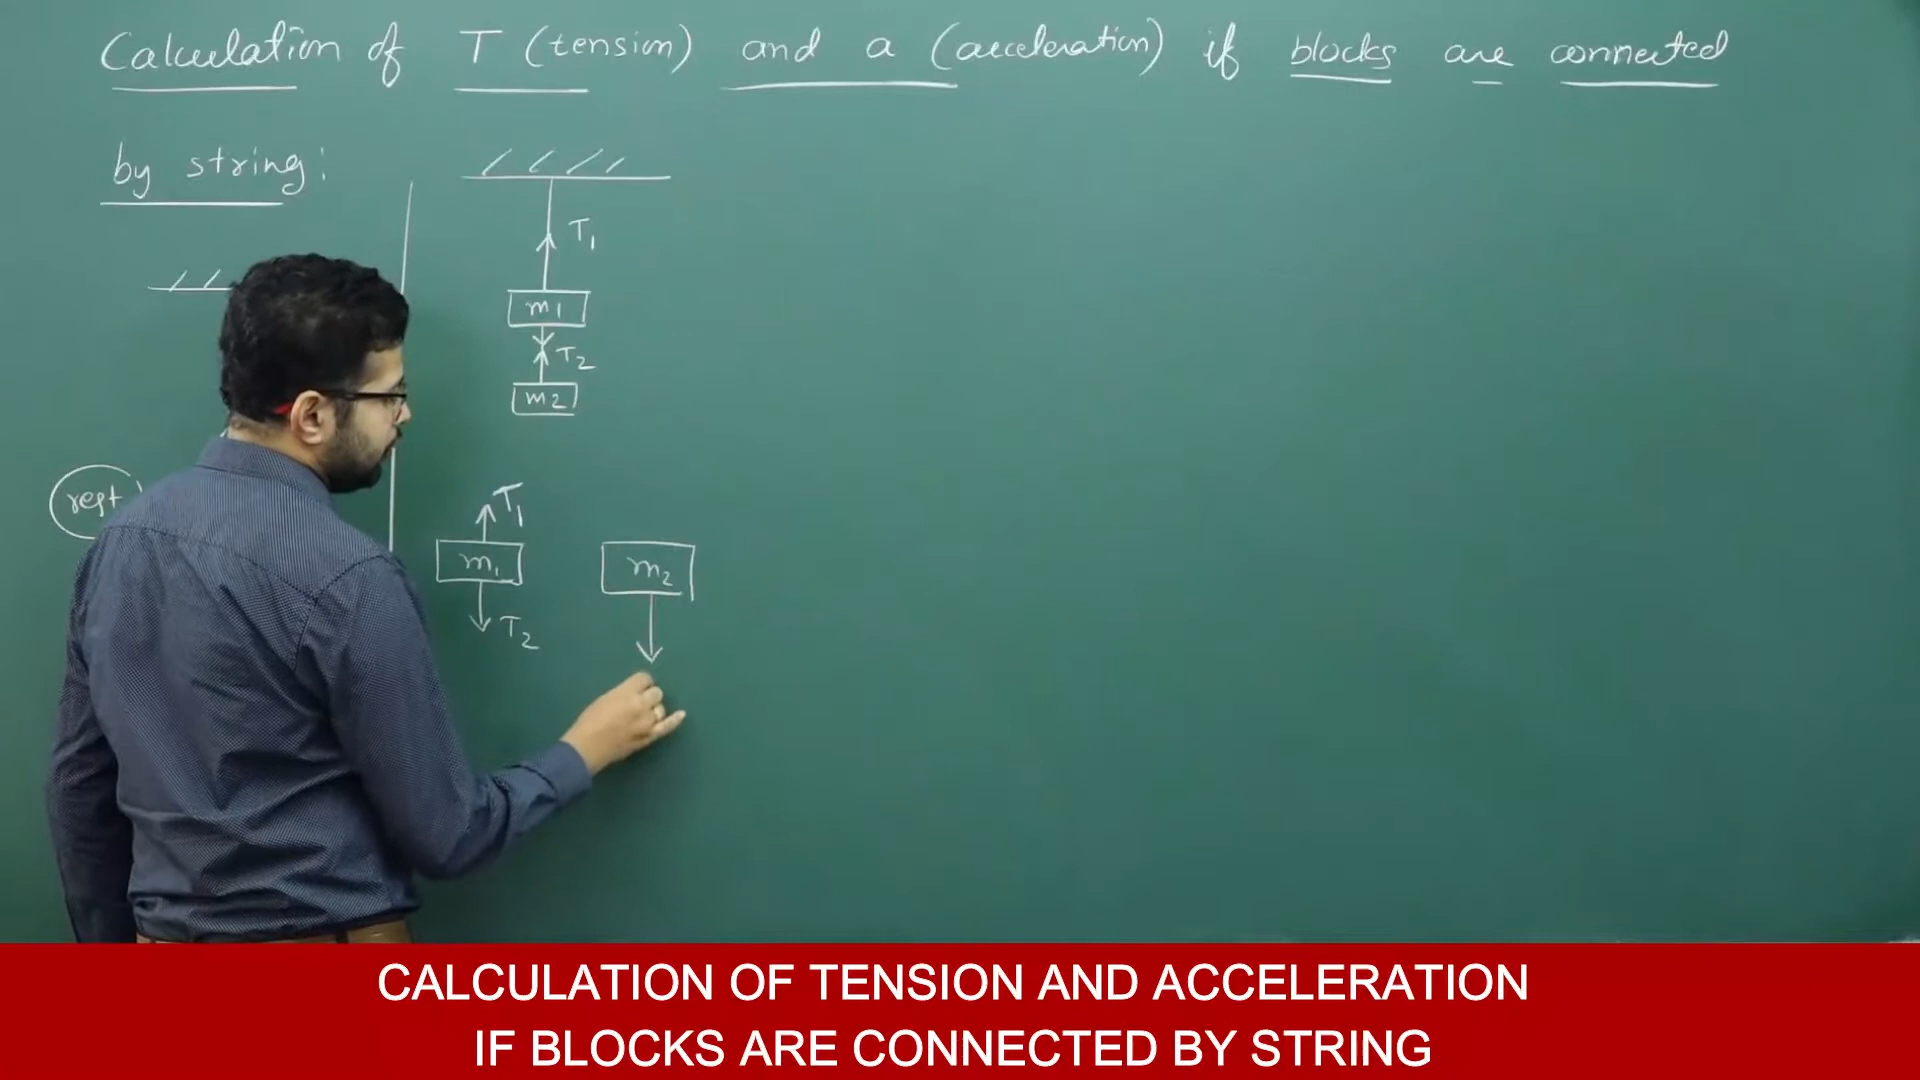 Calculation of T (tension) and a (acceleration) if blocks are connected
by string:
T1
m1
T2
m2
rest
T1
m1
m2
T2
CALCULATION OF TENSION AND ACCELERATION
IF BLOCKS ARE CONNECTED BY STRING